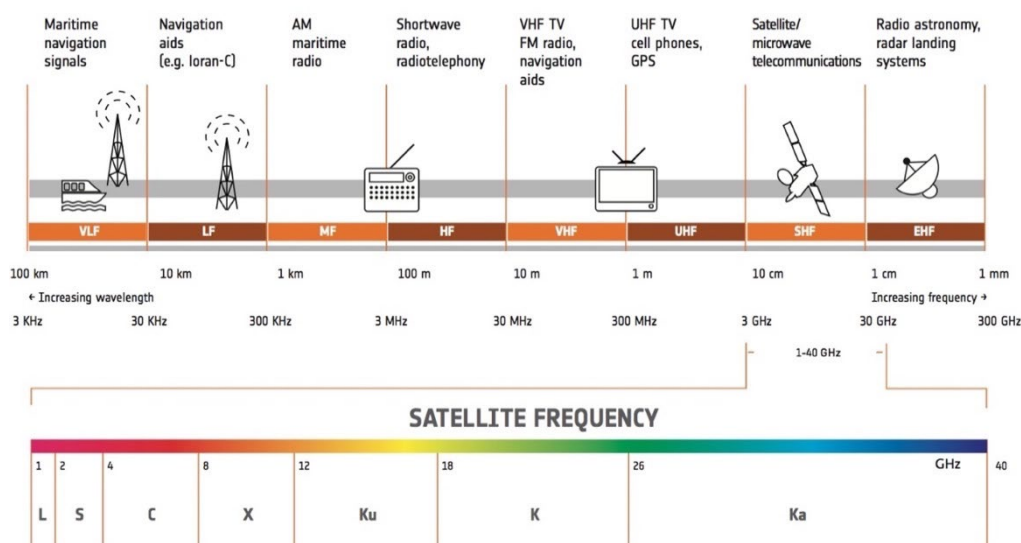 Maritime
navigation
signals
Navigation
aids
(e.g. loran-C)
AM
maritime
radio
Shortwave
radio,
radiotelephony
VHF TV
FM radio,
navigation
aids
UHF TV
cell phones,
GPS
Satellite/
microwave
telecommunications
Radio astronomy,
radar landing
systems
VLF LF MF HF VHF UHF SHF EHF
100 km 10 km 1 km 100 m 10 m 1 m 10 cm 1 cm 1 mm
← Increasing wavelength Increasing frequency →
3 KHz 30 KHz 300 KHz 3 MHz 30 MHz 300 MHz 3 GHz 30 GHz 300 GHz
1-40 GHz
SATELLITE FREQUENCY
1 2 4 8 12 18 26 GHz 40
L S C X Ku K Ka